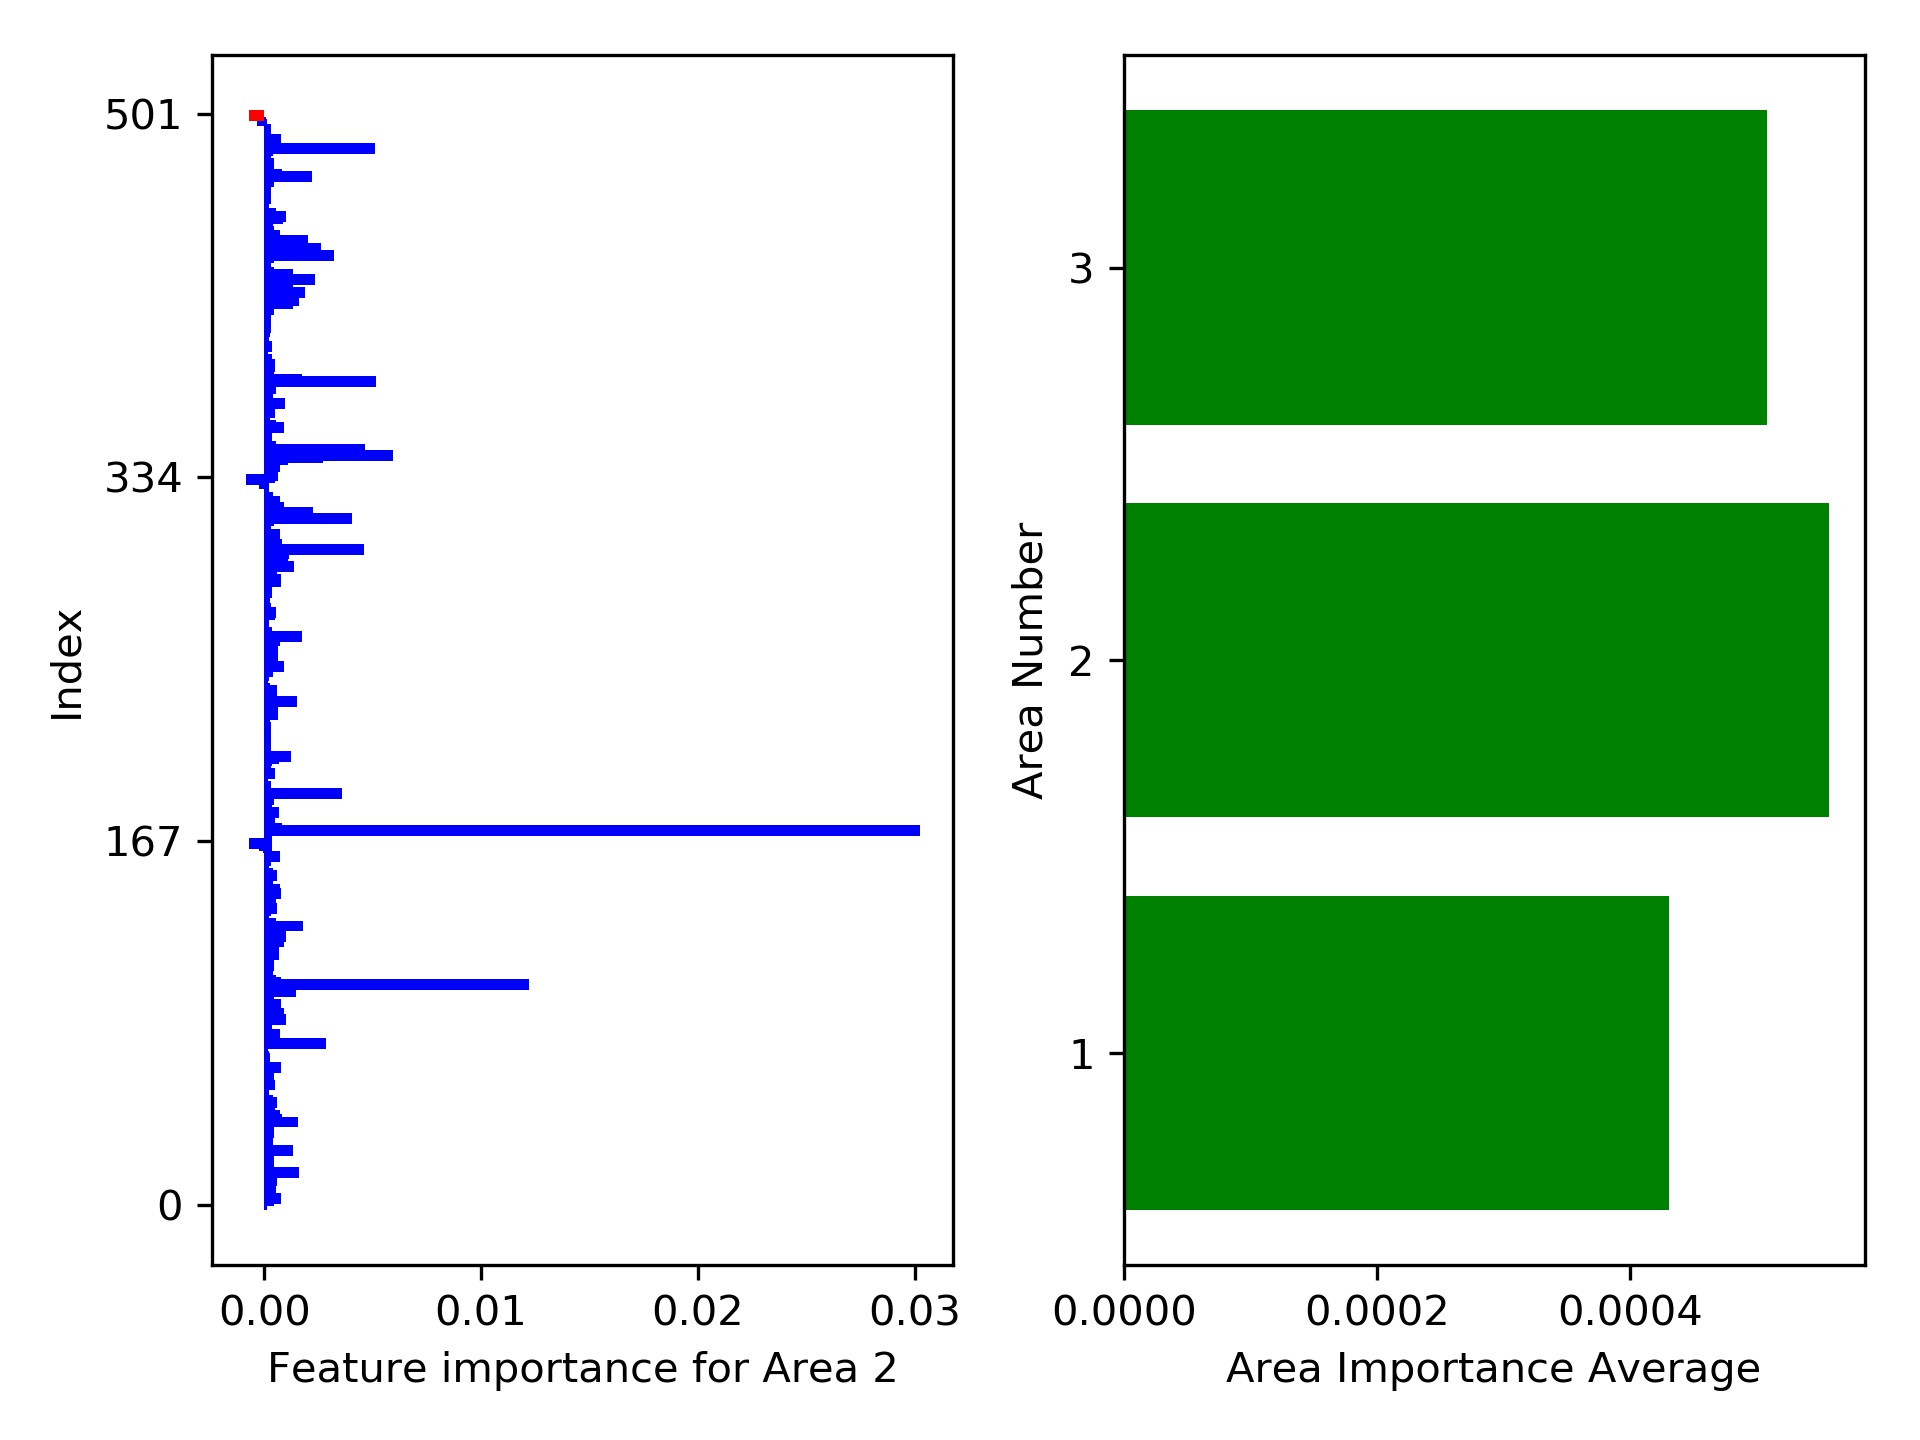 501
334
167
0
Index
0.00 0.01 0.02 0.03
Feature importance for Area 2
3
2
1
Area Number
0.0000 0.0002 0.0004
Area Importance Average